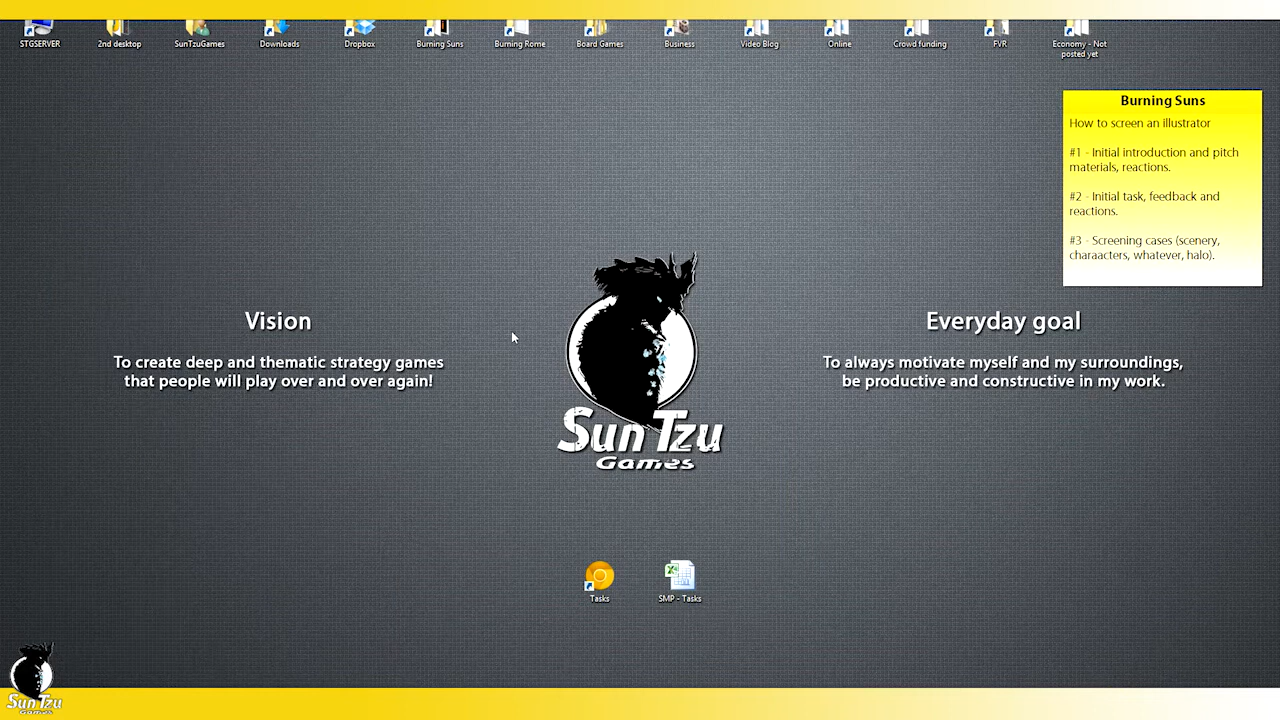 STGSERVER
2nd desktop
SunTzuGames
Downloads
Dropbox
Burning Suns
Burning Rome
Board Games
Business
Video Blog
Online
Crowd funding
FVR
Economy - Not
posted yet
Burning Suns
How to screen an illustrator
#1 - Initial introduction and pitch
materials, reactions.
#2 - Initial task, feedback and
reactions.
#3 - Screening cases (scenery,
charaacters, whatever, halo).
Vision
To create deep and thematic strategy games
that people will play over and over again!
Sun Tzu
Games
Everyday goal
To always motivate myself and my surroundings,
be productive and constructive in my work.
Tasks
SMP - Tasks
Sun Tzu
Games